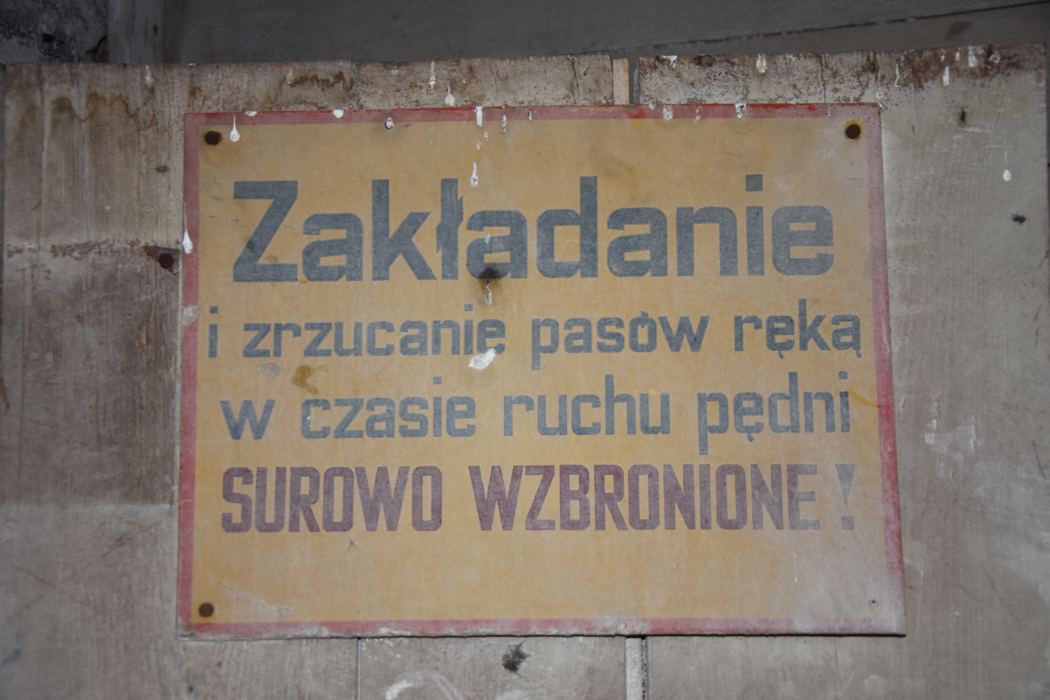 Zakładanie
i zrzucanie pasów ręką
w czasie ruchu pędni
SUROWO WZBRONIONE!